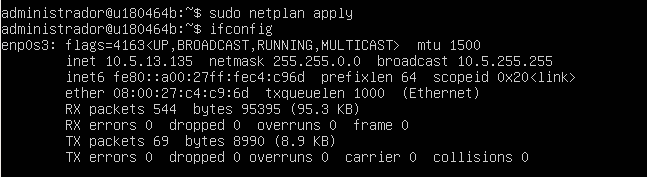 administrador@u180464b:~$ sudo netplan apply
administrador@u180464b:~$ ifconfig
enp0s3: flags=4163<UP,BROADCAST,RUNNING,MULTICAST>  mtu 1500
        inet 10.5.13.135  netmask 255.255.0.0  broadcast 10.5.255.255
        inet6 fe80::a00:27ff:fec4:c96d  prefixlen 64  scopeid 0x20<link>
        ether 08:00:27:c4:c9:6d  txqueuelen 1000  (Ethernet)
        RX packets 544  bytes 95395 (95.3 KB)
        RX errors 0  dropped 0  overruns 0  frame 0
        TX packets 69  bytes 8990 (8.9 KB)
        TX errors 0  dropped 0 overruns 0  carrier 0  collisions 0